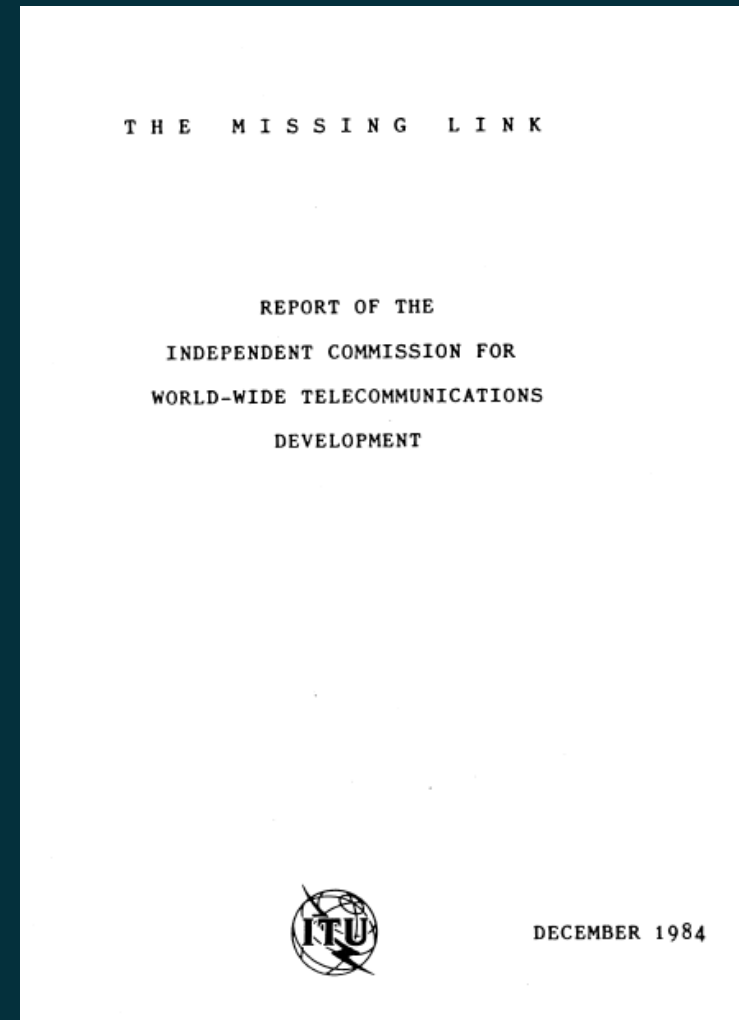 THE MISSING LINK
REPORT OF THE
INDEPENDENT COMMISSION FOR
WORLD-WIDE TELECOMMUNICATIONS
DEVELOPMENT
ITU
DECEMBER 1984